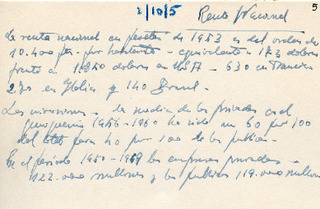 2/10/5 Renta Nacional 5
La renta nacional en pesetas de 1953 es del orden de
10.400 pts. por habitante - equivalente a 173 dolares
frente a 1.850 dolares en USA - 630 en Francia
270 en Italia y 140 Brasil.
Las inversiones - la media de las privadas en el
quinquenio 1956-1960 ha sido un 60 por 100
del total para 40 por 100 de las publicas.
En el periodo 1950-1969 las empresas privadas -
122.000 millones y las publicas 119.000 millones